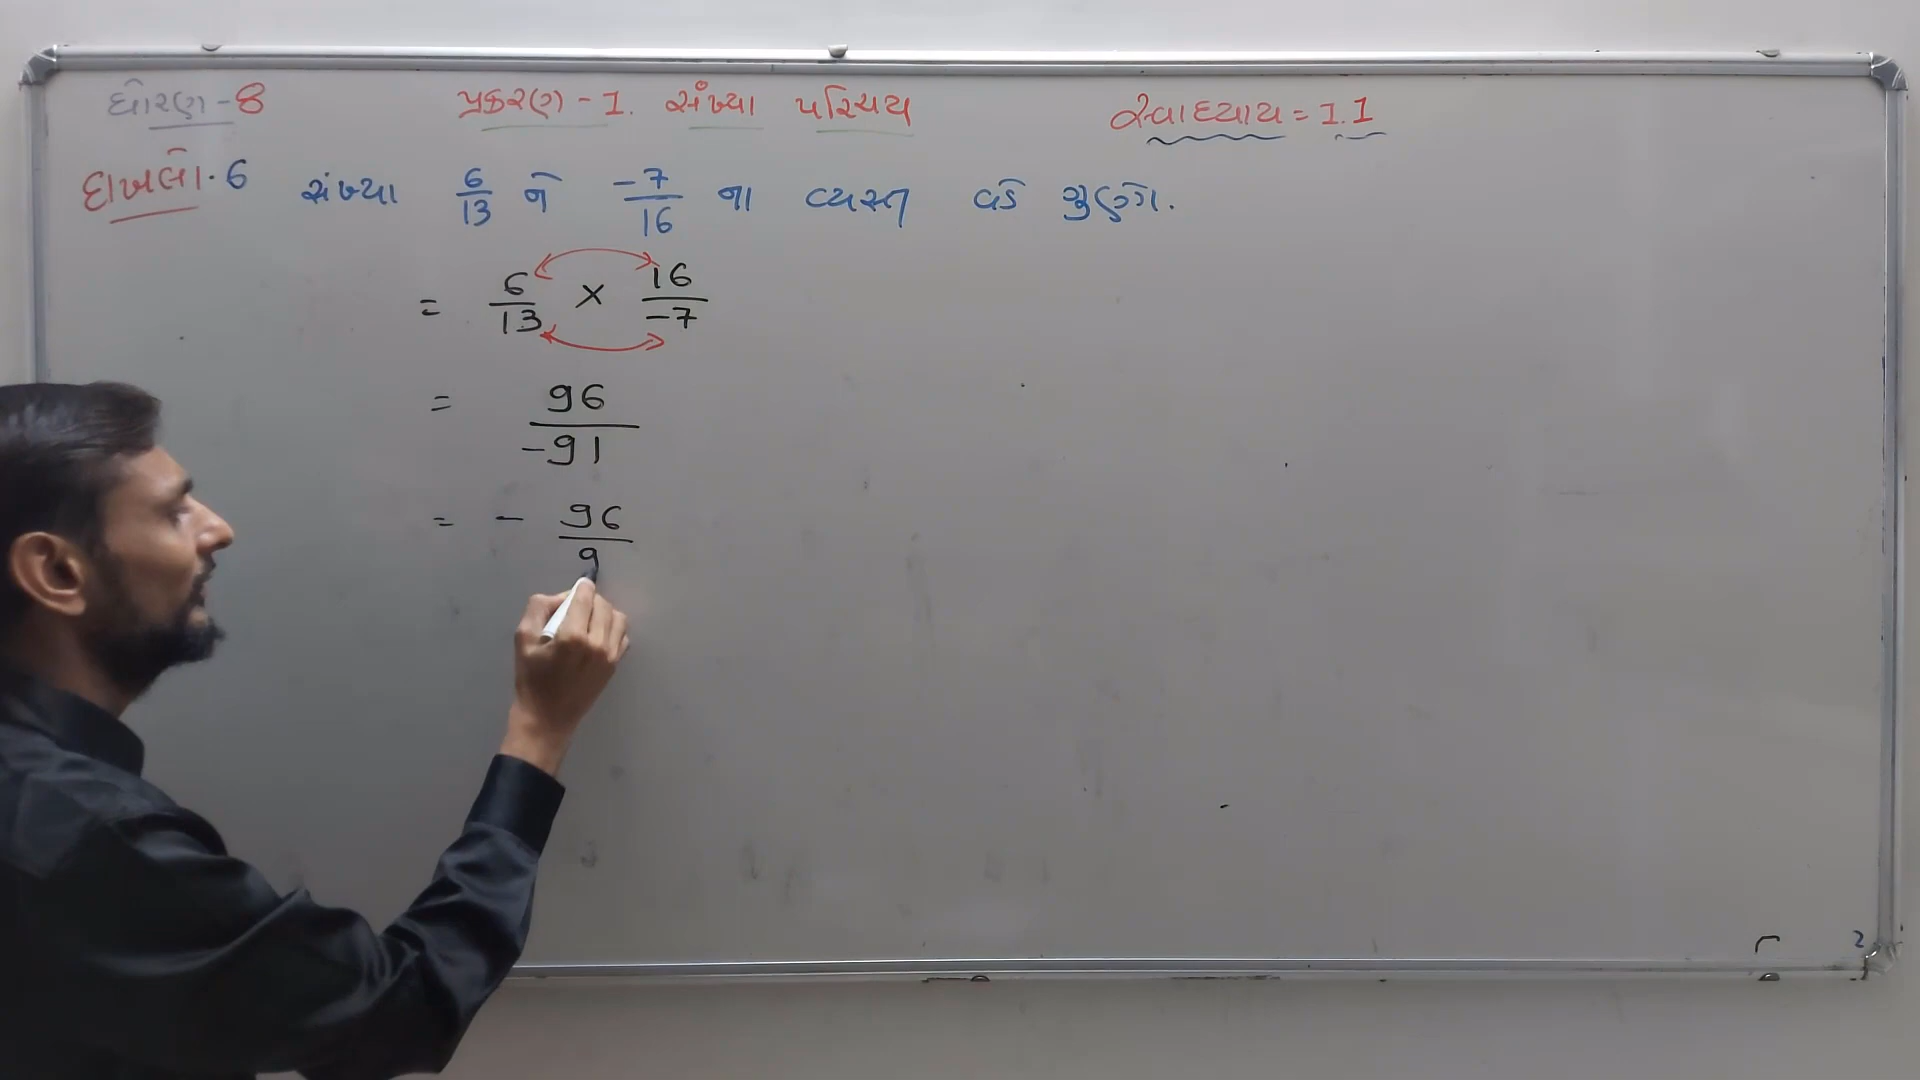 ધોરણ-8 પ્રકરણ-1. સંખ્યા પરિચય સ્વાધ્યાય = 1.1
દાખલો.6 સંખ્યા 6/13 ને -7/16 ના વ્યસ્ત વડે ગુણો.
= 6/13 × 16/-7
= 96/-91
= - 96/9
2